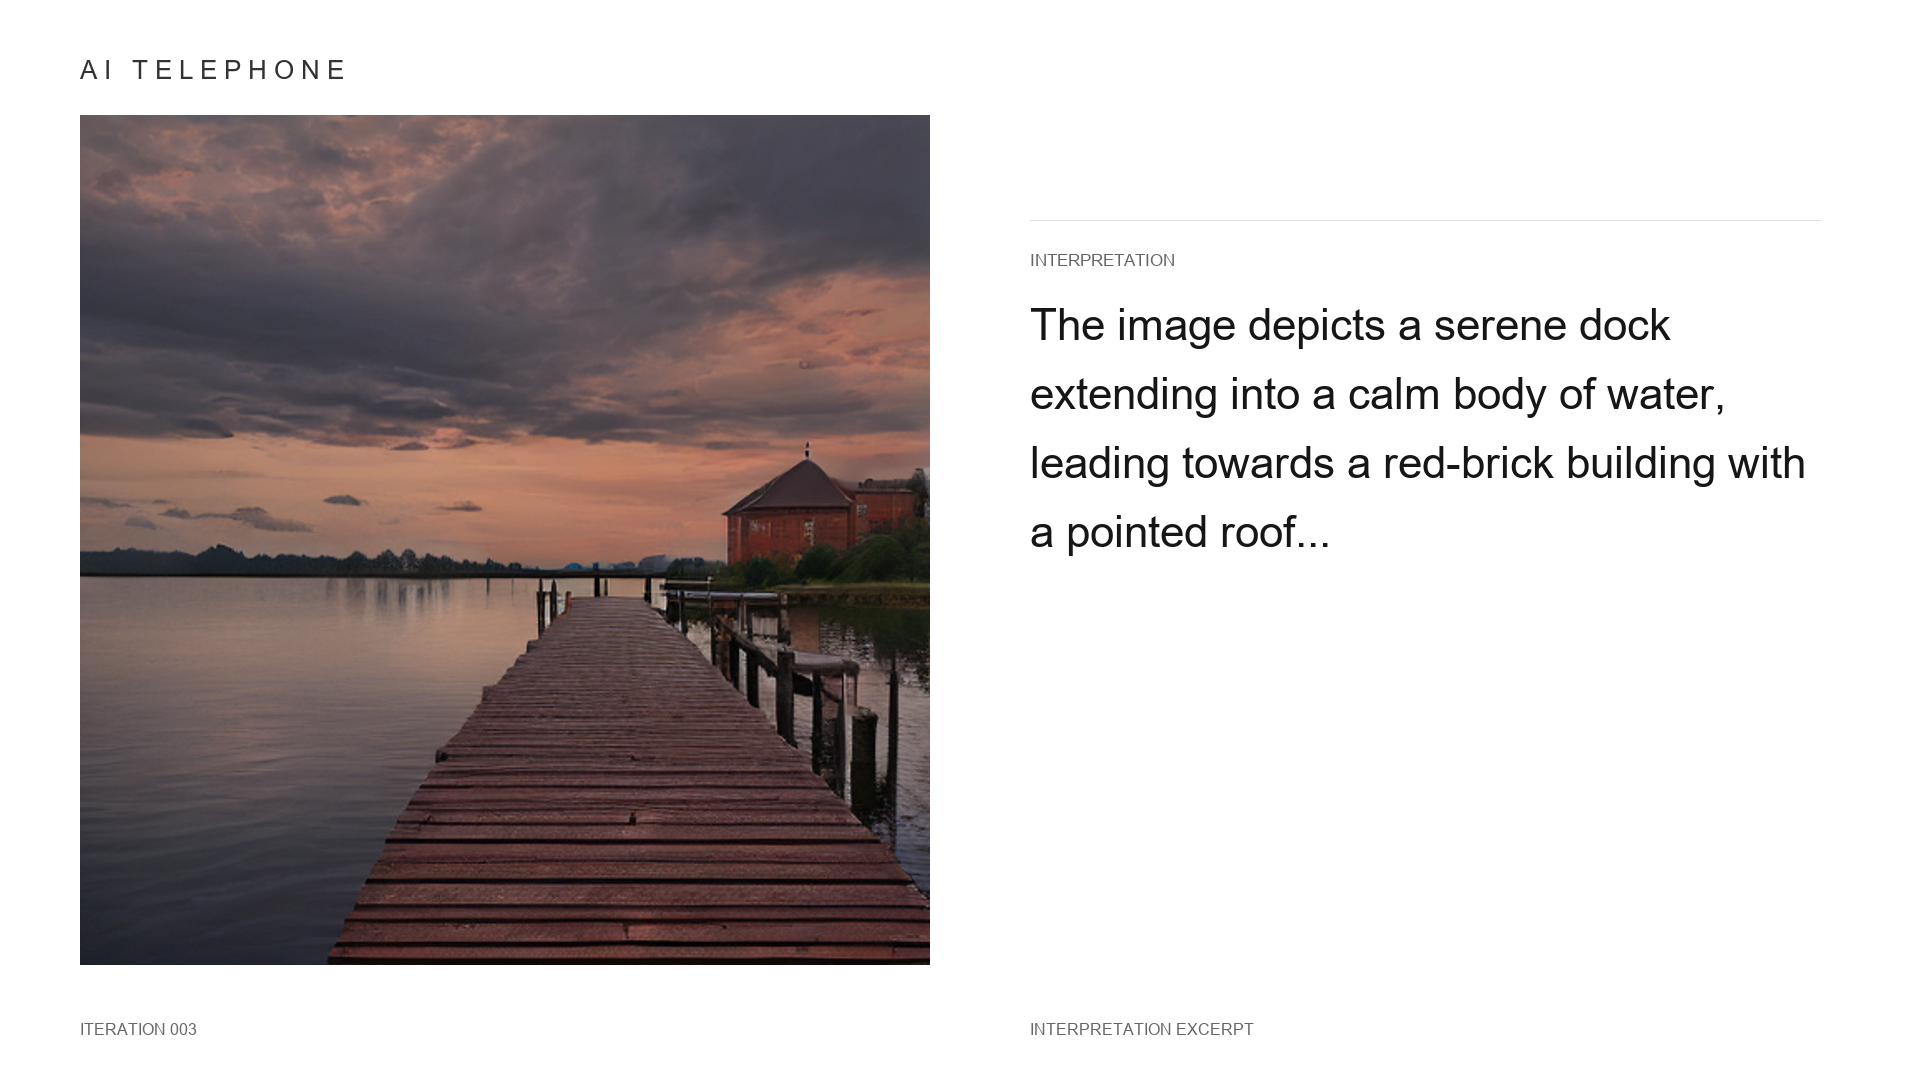 AI TELEPHONE
INTERPRETATION
The image depicts a serene dock
extending into a calm body of water,
leading towards a red-brick building with
a pointed roof...
ITERATION 003
INTERPRETATION EXCERPT